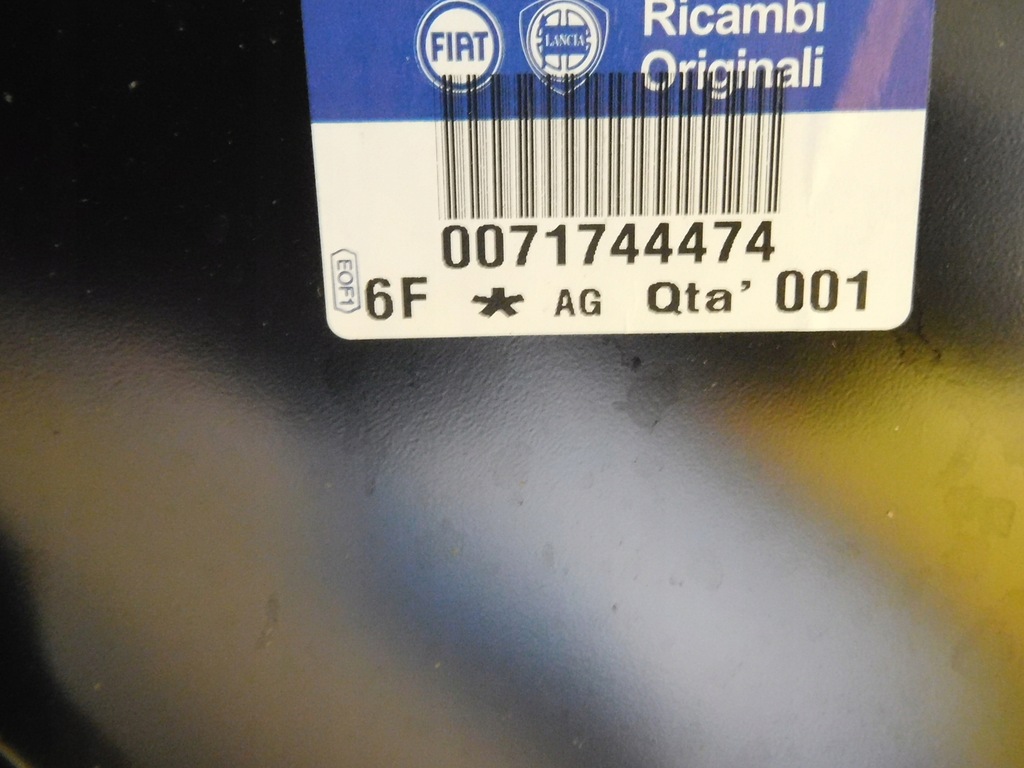 FIAT
LANCIA
Ricambi
Originali
0071744474
EOF1
6F * AG Qta' 001